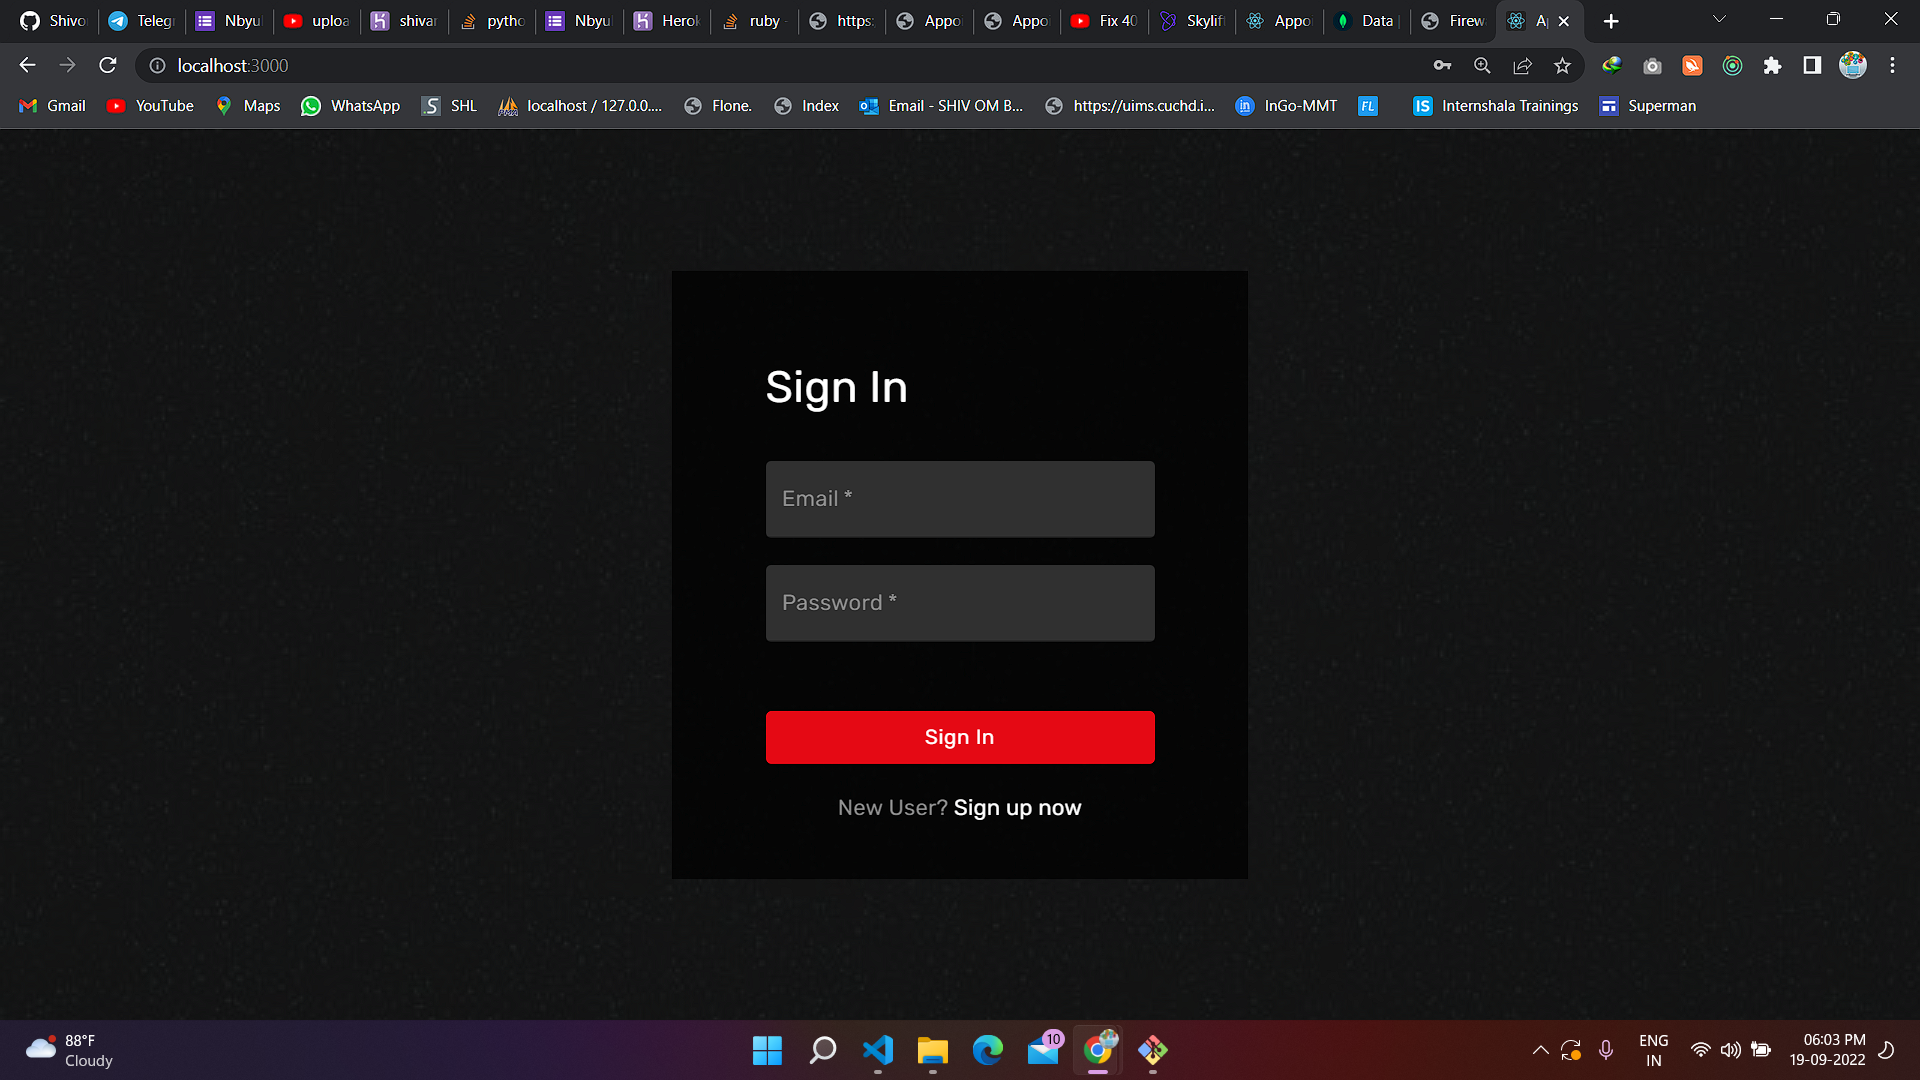 Shivo Telegr Nbyu uploa shivar pytho Nbyu Herok ruby - https: Appo Appo Fix 40 Skylif Appo Data | Firew Ap
localhost:3000
Gmail YouTube Maps WhatsApp SHL localhost / 127.0.0.... Flone. Index Email - SHIV OM B... https://uims.cuchd.i... InGo-MMT FL IS Internshala Trainings Superman
Sign In
Email *
Password *
Sign In
New User? Sign up now
88°F
Cloudy
10
ENG
IN
06:03 PM
19-09-2022